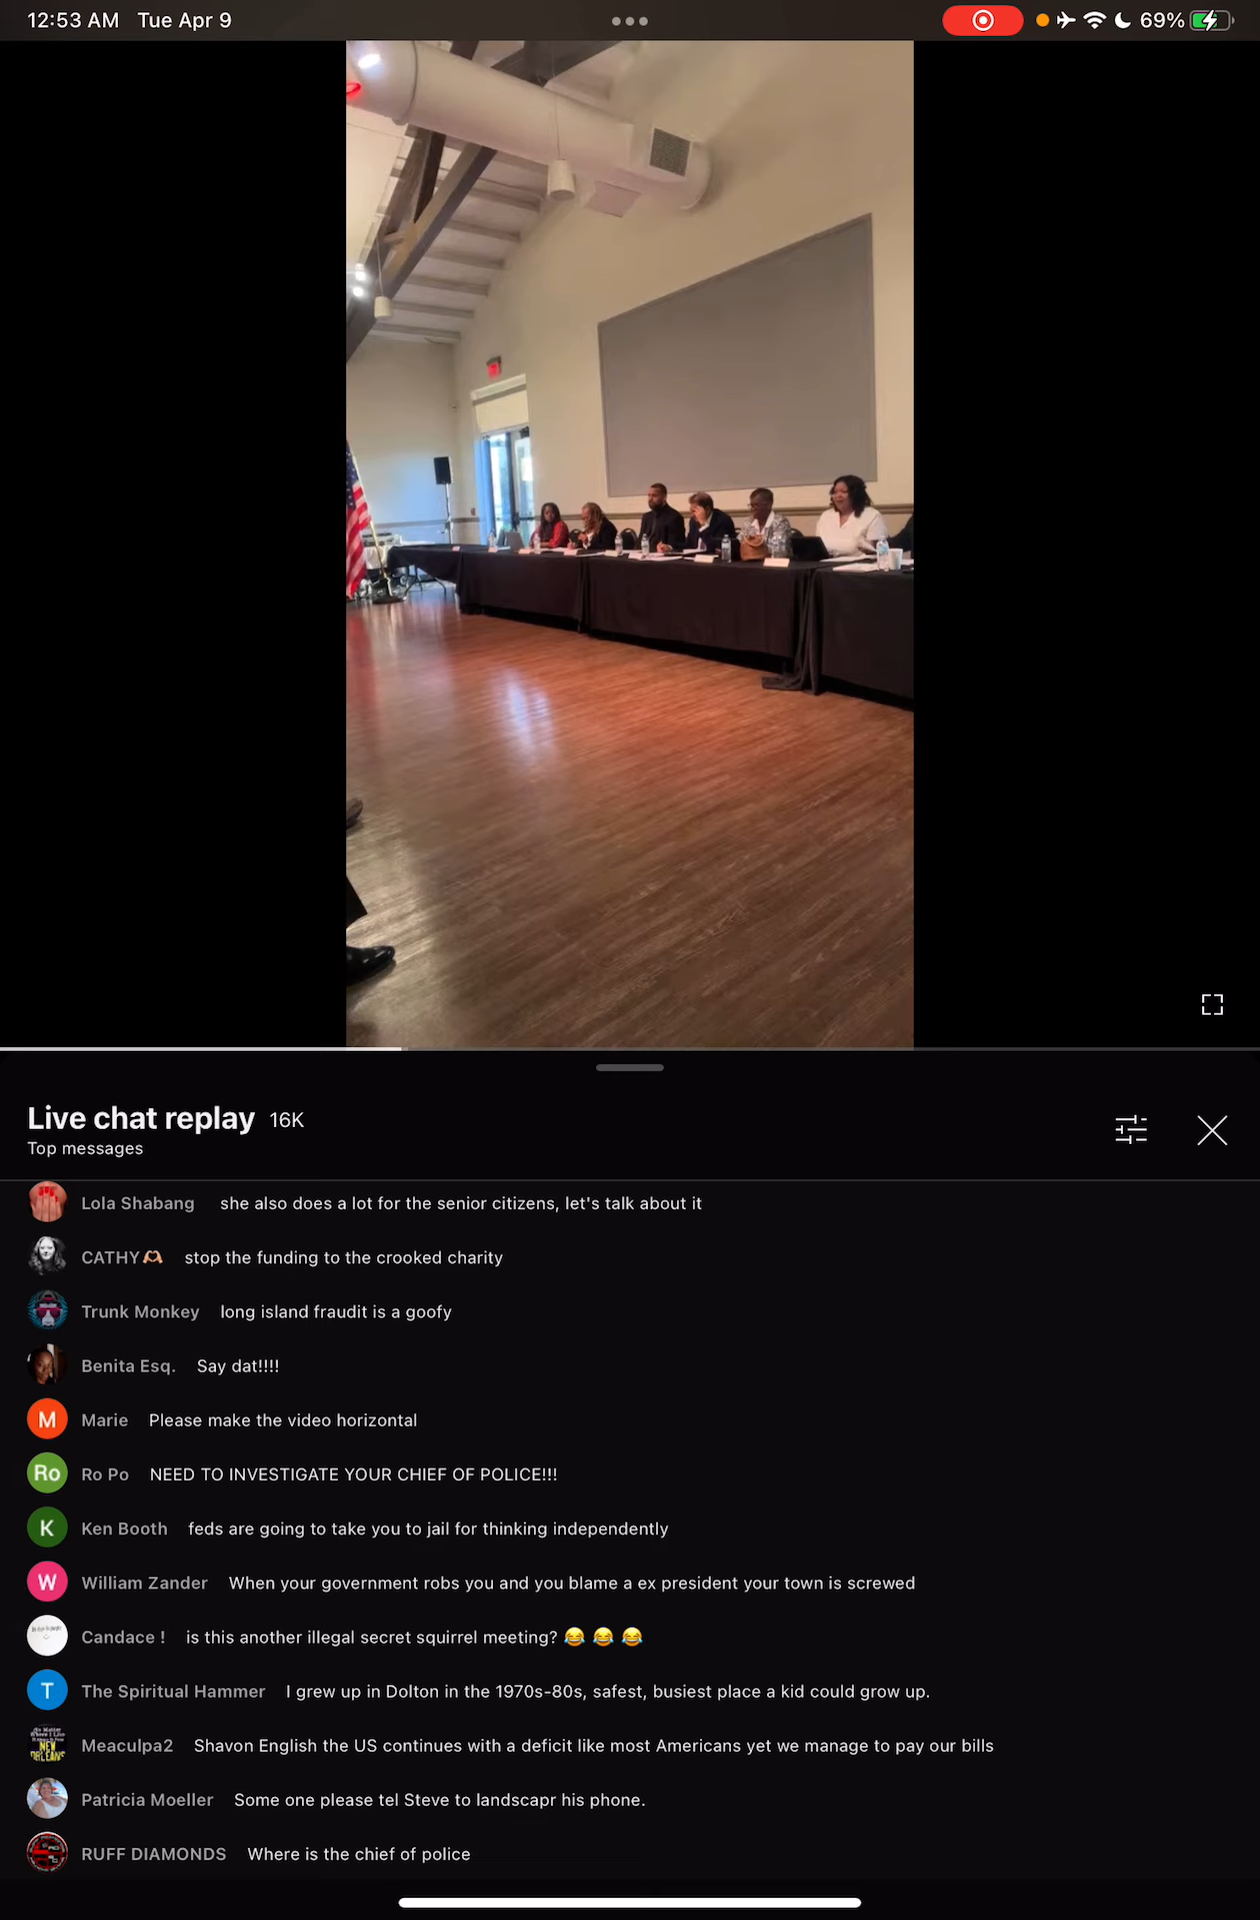 12:53 AM Tue Apr 9
69%
Live chat replay 16K
Top messages
Lola Shabang she also does a lot for the senior citizens, let's talk about it
CATHY🫶🏼 stop the funding to the crooked charity
Trunk Monkey long island fraudit is a goofy
Benita Esq. Say dat!!!!
M Marie Please make the video horizontal
Ro Ro Po NEED TO INVESTIGATE YOUR CHIEF OF POLICE!!!
K Ken Booth feds are going to take you to jail for thinking independently
W William Zander When your government robs you and you blame a ex president your town is screwed
Candace ! is this another illegal secret squirrel meeting? 😂 😂 😂
T The Spiritual Hammer I grew up in Dolton in the 1970s-80s, safest, busiest place a kid could grow up.
Meaculpa2 Shavon English the US continues with a deficit like most Americans yet we manage to pay our bills
Patricia Moeller Some one please tel Steve to landscapr his phone.
RUFF DIAMONDS Where is the chief of police